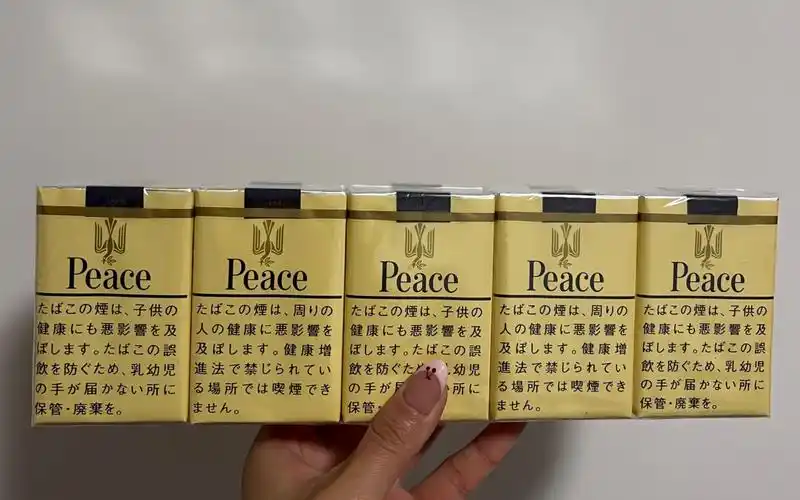 Peace
たばこの煙は、子供の
健康にも悪影響を及
ぼします。たばこの誤
飲を防ぐため、乳幼児
の手が届かない所に
保管・廃棄を。
Peace
たばこの煙は、周りの
人の健康に悪影響を
及ぼします。健康増
進法で禁じられてい
る場所では喫煙でき
ません。
Peace
たばこの煙は、子供の
健康にも悪影響を及
ぼします。たばこの誤
飲を防ぐ 乳幼児
の手が届かない所に
保管・廃
Peace
たばこの煙は、周りの
人の健康に悪影響を
及ぼします。健康増
進法で禁じられてい
る場所では喫煙でき
ません。
Peace
たばこの煙は、子供の
健康にも悪影響を及
ぼします。たばこの誤
飲を防ぐため、乳幼児
の手が届かない所に
保管・廃棄を。